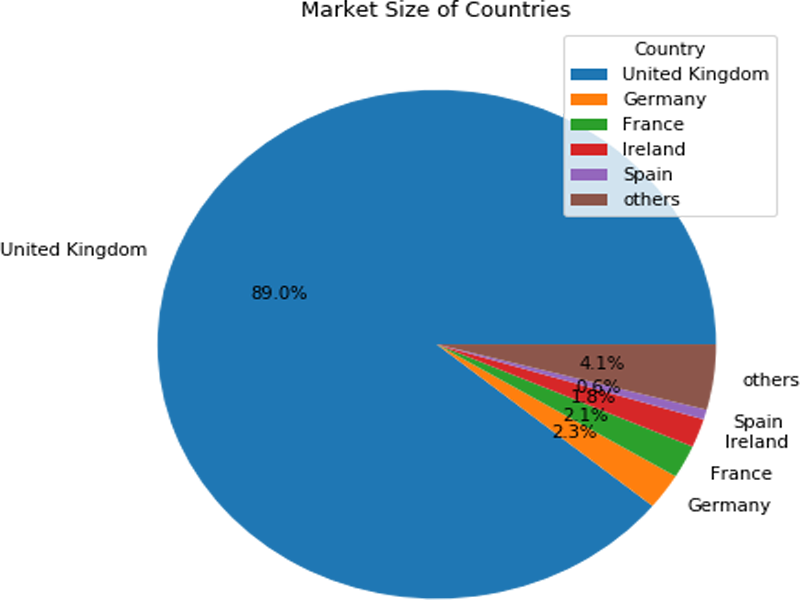 Market Size of Countries
Country
United Kingdom
Germany
France
Ireland
Spain
others
United Kingdom
89.0%
4.1%
0.6%
1.8%
2.1%
2.3%
others
Spain
Ireland
France
Germany